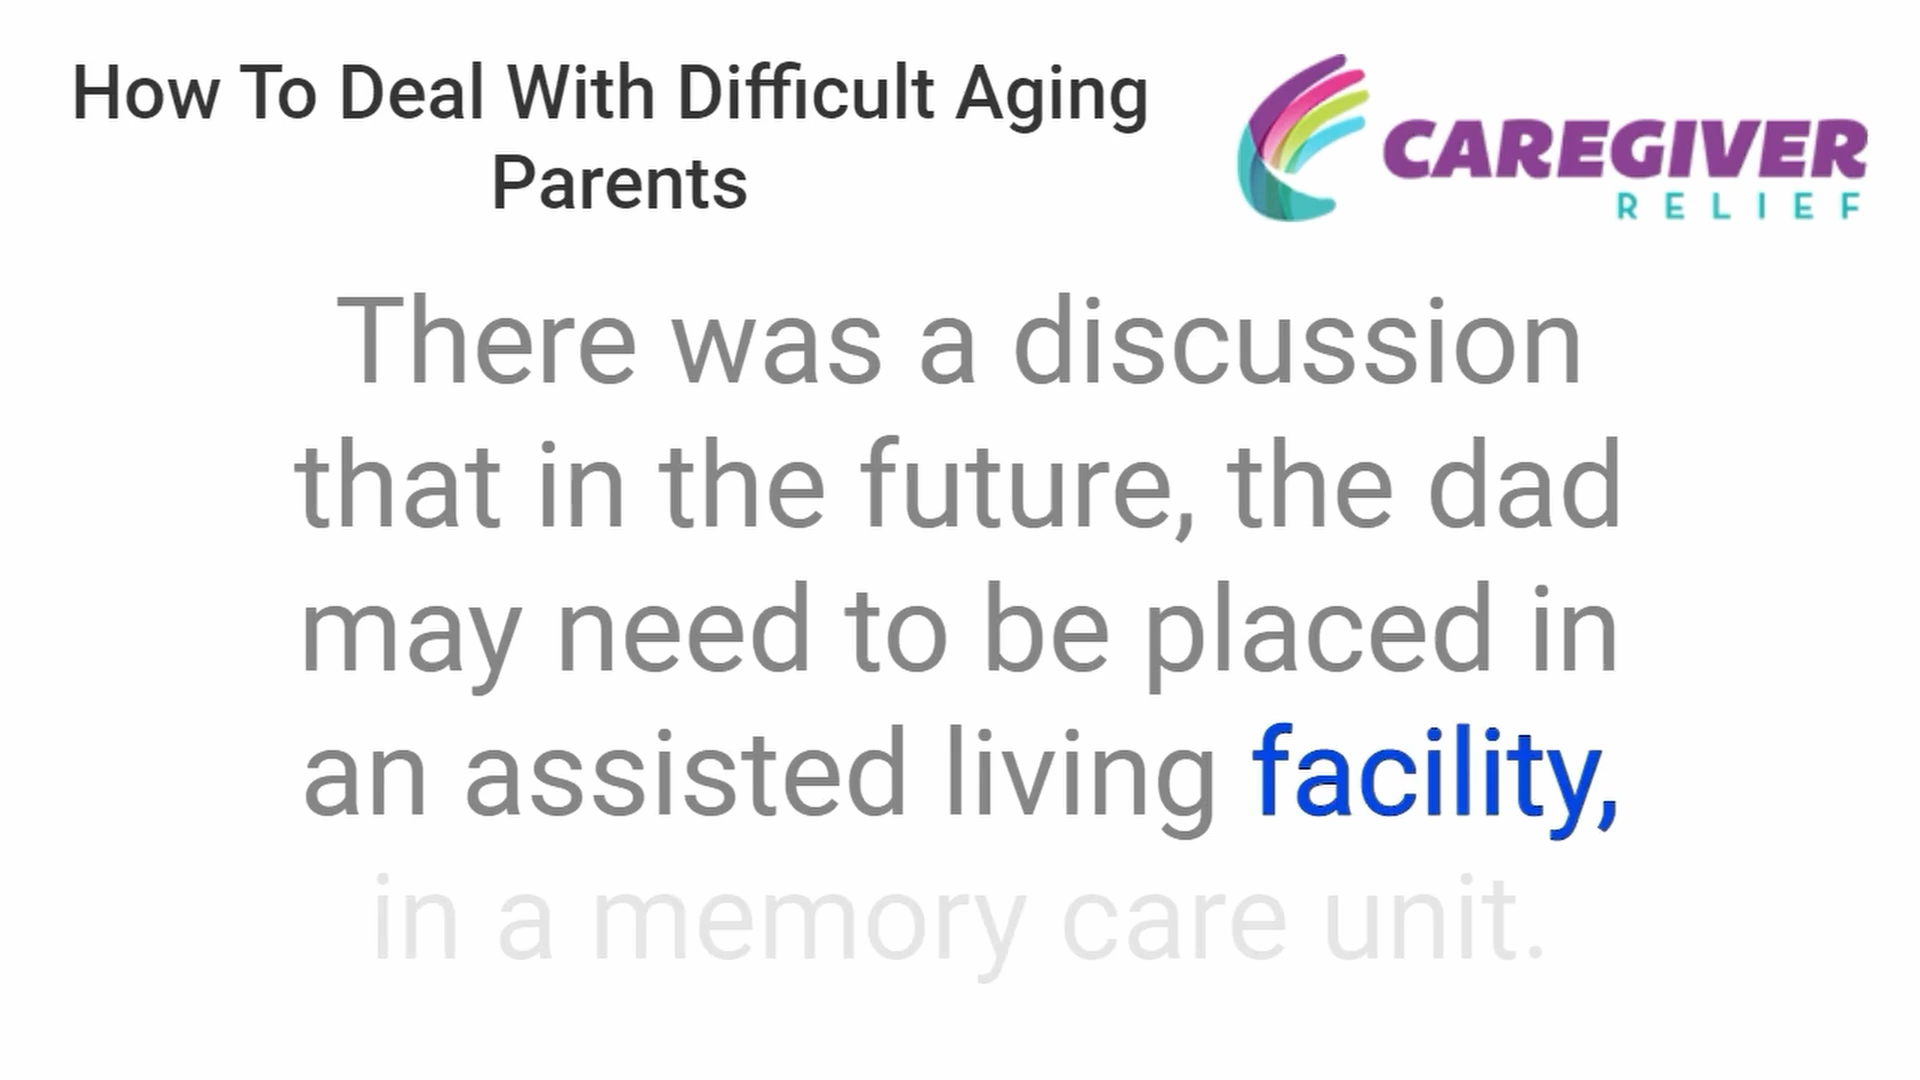 How To Deal With Difficult Aging
Parents
CAREGIVER
RELIEF
There was a discussion
that in the future, the dad
may need to be placed in
an assisted living facility,
in a memory care unit.